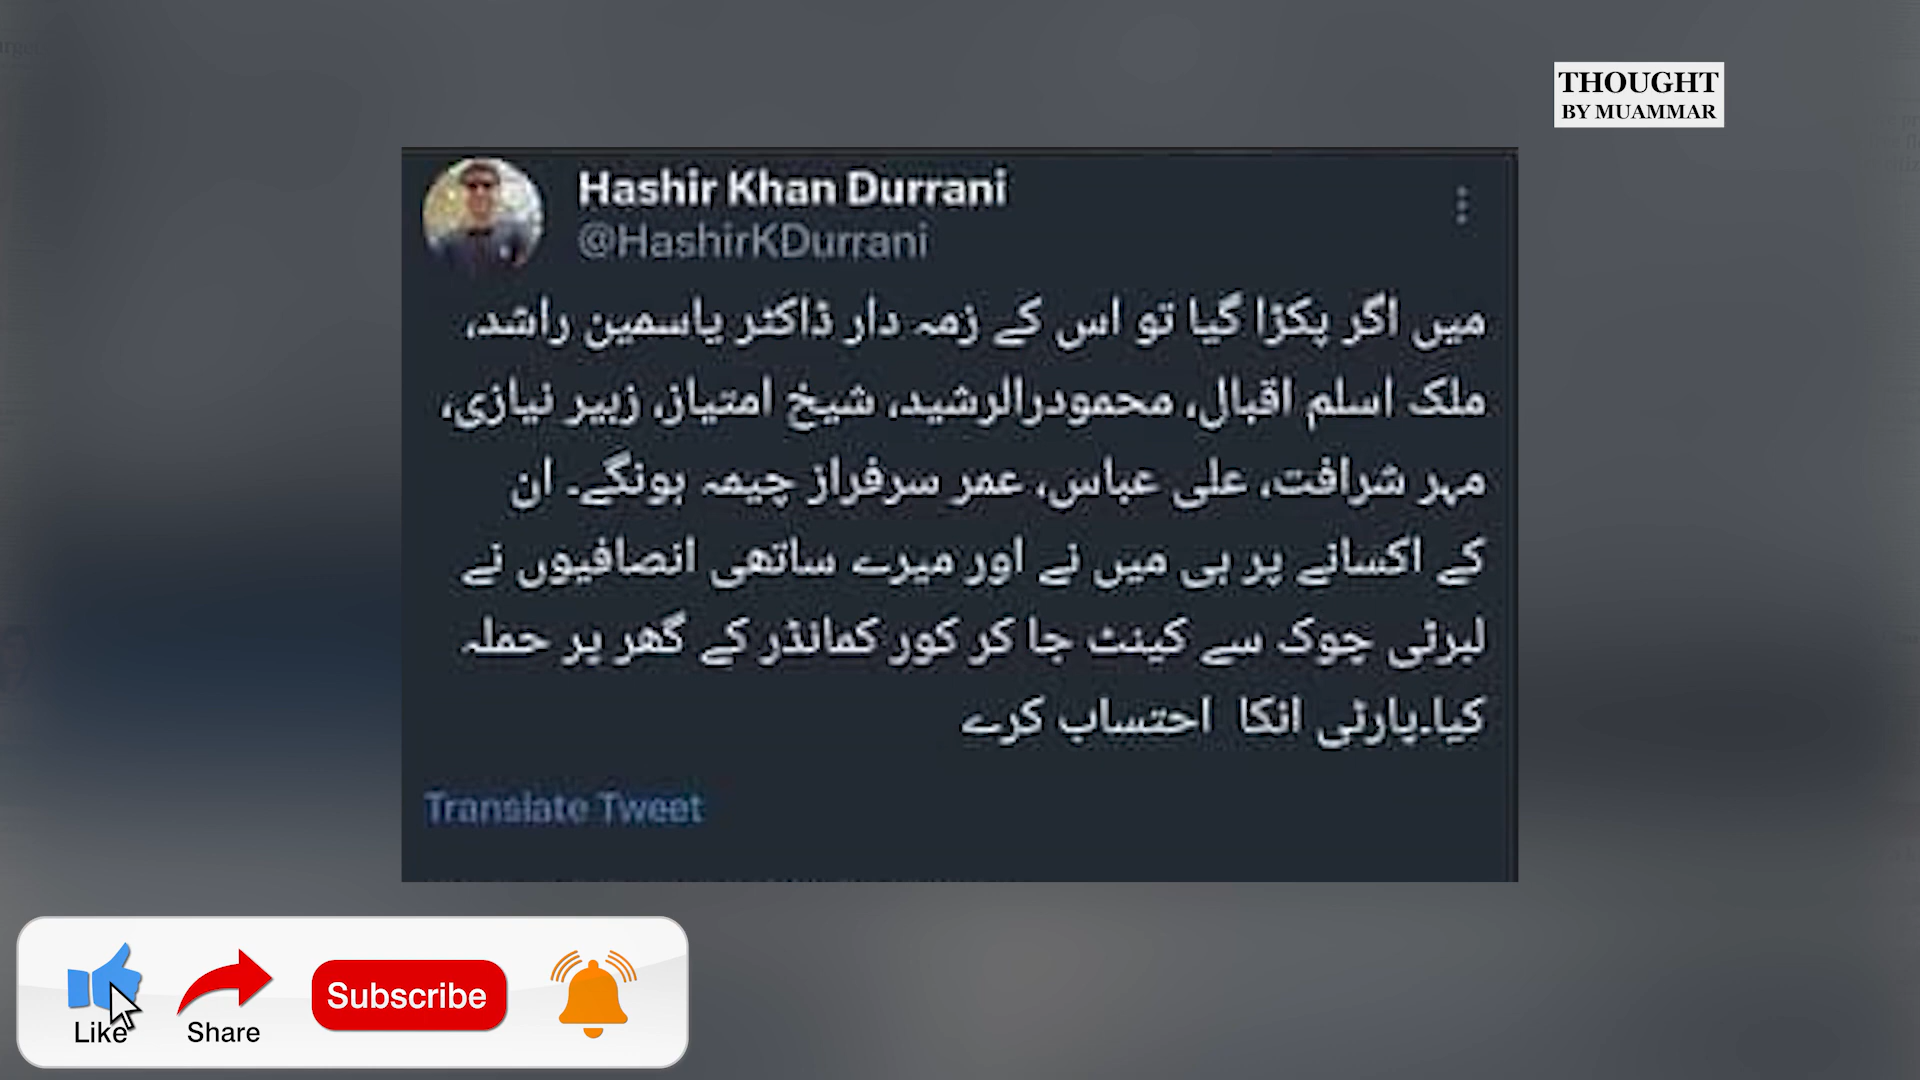 THOUGHT
BY MUAMMAR
Hashir Khan Durrani
@HashirKDurrani
میں اگر پکڑا گیا تو اس کے زمہ دار ڈاکٹر یاسمین راشد،
ملک اسلم اقبال، محمودرالرشید، شیخ امتیاز، زبیر نیازی،
مہر شرافت، علی عباس، عمر سرفراز چیمہ ہونگے۔ ان
کے اکسانے پر ہی میں نے اور میرے ساتھی انصافیوں نے
لبرٹی چوک سے کینٹ جا کر کور کمانڈر کے گھر پر حملہ
کیا۔پارٹی انکا احتساب کرے
Translate Tweet
Like
Share
Subscribe